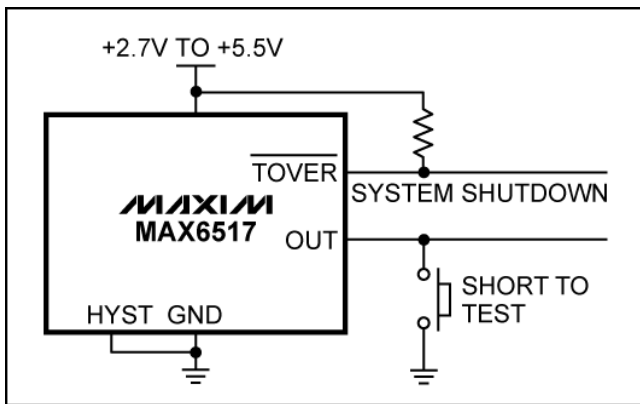 +2.7V TO +5.5V
TOVER
SYSTEM SHUTDOWN
MAXIM
MAX6517
OUT
SHORT TO
TEST
HYST GND